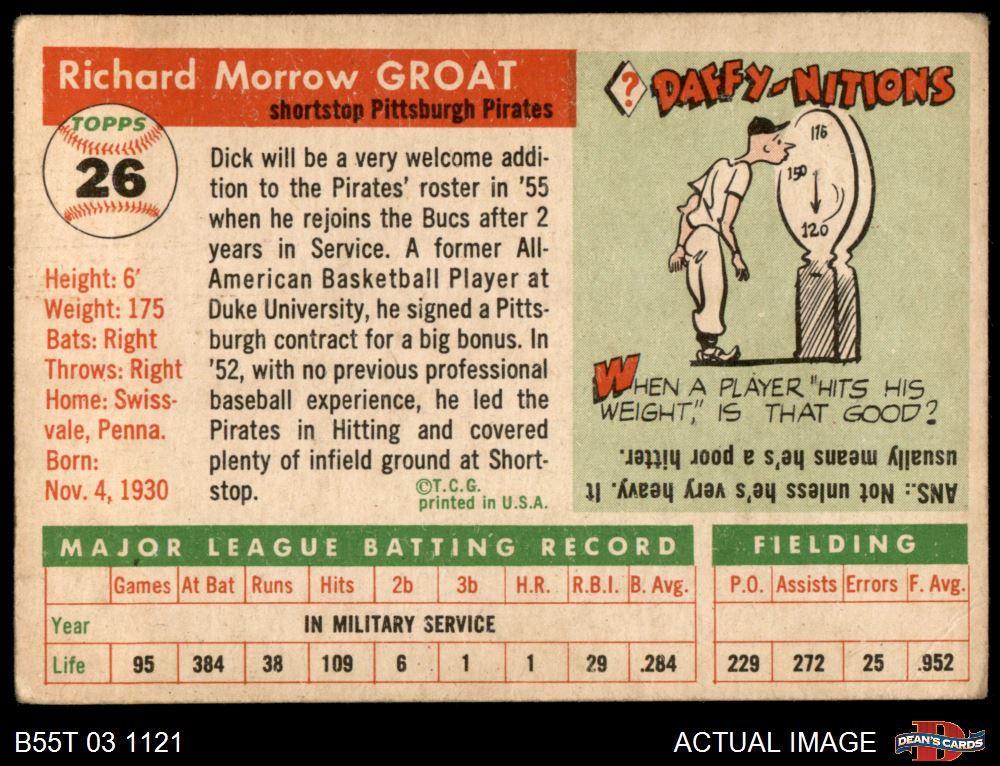 Richard Morrow GROAT
shortstop Pittsburgh Pirates
TOPPS
26
Height: 6'
Weight: 175
Bats: Right
Throws: Right
Home: Swiss-
vale, Penna.
Born:
Nov. 4, 1930
Dick will be a very welcome addi-
tion to the Pirates' roster in '55
when he rejoins the Bucs after 2
years in Service. A former All-
American Basketball Player at
Duke University, he signed a Pitts-
burgh contract for a big bonus. In
'52, with no previous professional
baseball experience, he led the
Pirates in Hitting and covered
plenty of infield ground at Short-
stop.
©T.C.G.
printed in U.S.A.
? DAFFY-NITIONS
176
150
120
WHEN A PLAYER "HITS HIS
WEIGHT," IS THAT GOOD?
ANS.: Not unless he's very heavy. It
usually means he's a poor hitter.
MAJOR LEAGUE BATTING RECORD
Games At Bat Runs Hits 2b 3b H.R. R.B.I. B. Avg.
Year IN MILITARY SERVICE
Life 95 384 38 109 6 1 1 29 .284
FIELDING
P.O. Assists Errors F. Avg.
229 272 25 .952
B55T 03 1121
ACTUAL IMAGE
DEAN'S CARDS